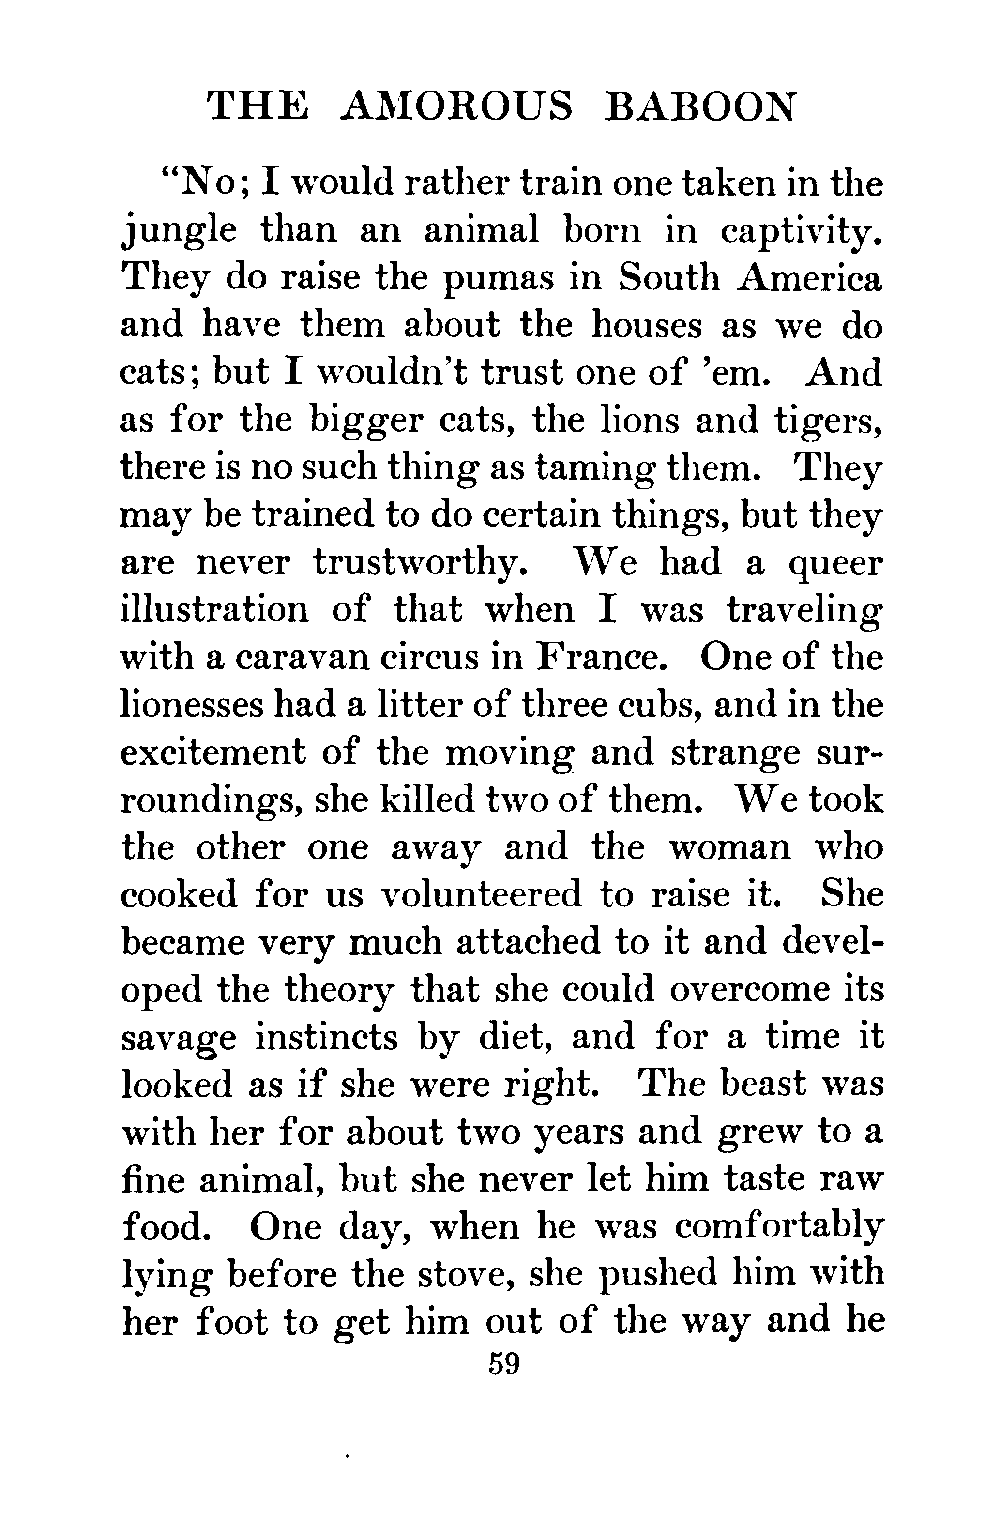 THE AMOROUS BABOON
“No; I would rather train one taken in the
jungle than an animal born in captivity.
They do raise the pumas in South America
and have them about the houses as we do
cats; but I wouldn’t trust one of ’em. And
as for the bigger cats, the lions and tigers,
there is no such thing as taming them. They
may be trained to do certain things, but they
are never trustworthy. We had a queer
illustration of that when I was traveling
with a caravan circus in France. One of the
lionesses had a litter of three cubs, and in the
excitement of the moving and strange sur-
roundings, she killed two of them. We took
the other one away and the woman who
cooked for us volunteered to raise it. She
became very much attached to it and devel-
oped the theory that she could overcome its
savage instincts by diet, and for a time it
looked as if she were right. The beast was
with her for about two years and grew to a
fine animal, but she never let him taste raw
food. One day, when he was comfortably
lying before the stove, she pushed him with
her foot to get him out of the way and he
59